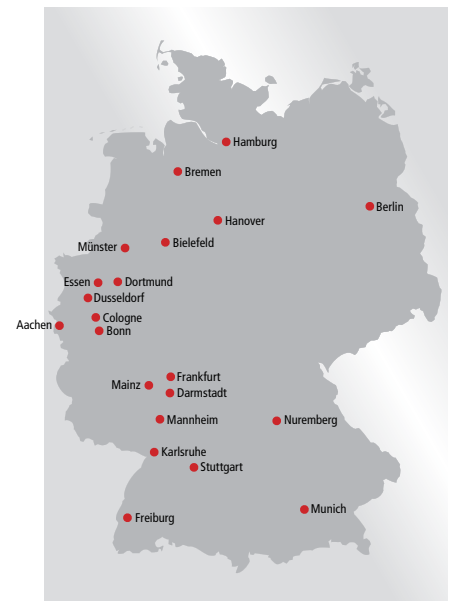 Hamburg
Bremen
Berlin
Hanover
Bielefeld
Münster
Essen
Dortmund
Dusseldorf
Cologne
Aachen
Bonn
Frankfurt
Mainz
Darmstadt
Mannheim
Nuremberg
Karlsruhe
Stuttgart
Munich
Freiburg